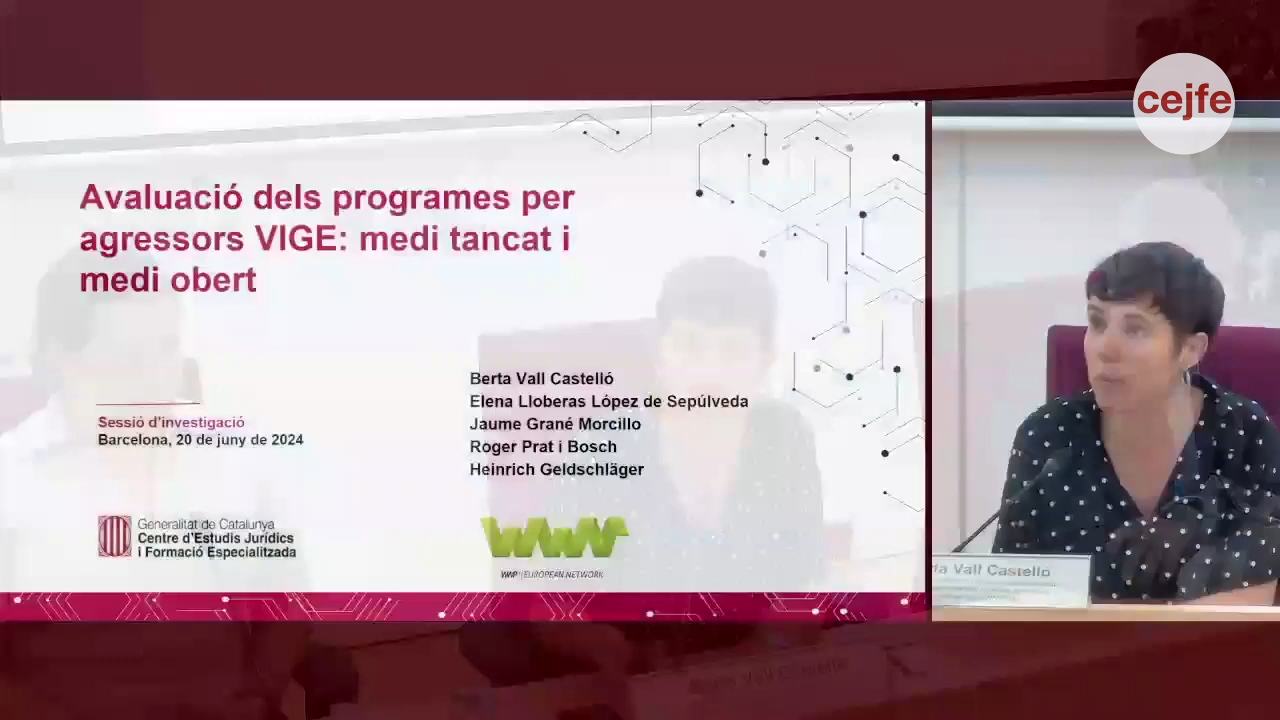 cejfe
Avaluació dels programes per
agressors VIGE: medi tancat i
medi obert
Berta Vall Castelló
Elena Lloberas López de Sepúlveda
Jaume Grané Morcillo
Roger Prat i Bosch
Heinrich Geldschläger
Sessió d'investigació
Barcelona, 20 de juny de 2024
Generalitat de Catalunya
Centre d'Estudis Jurídics
i Formació Especialitzada
WWP
WWP | EUROPEAN NETWORK
Vall Castelló